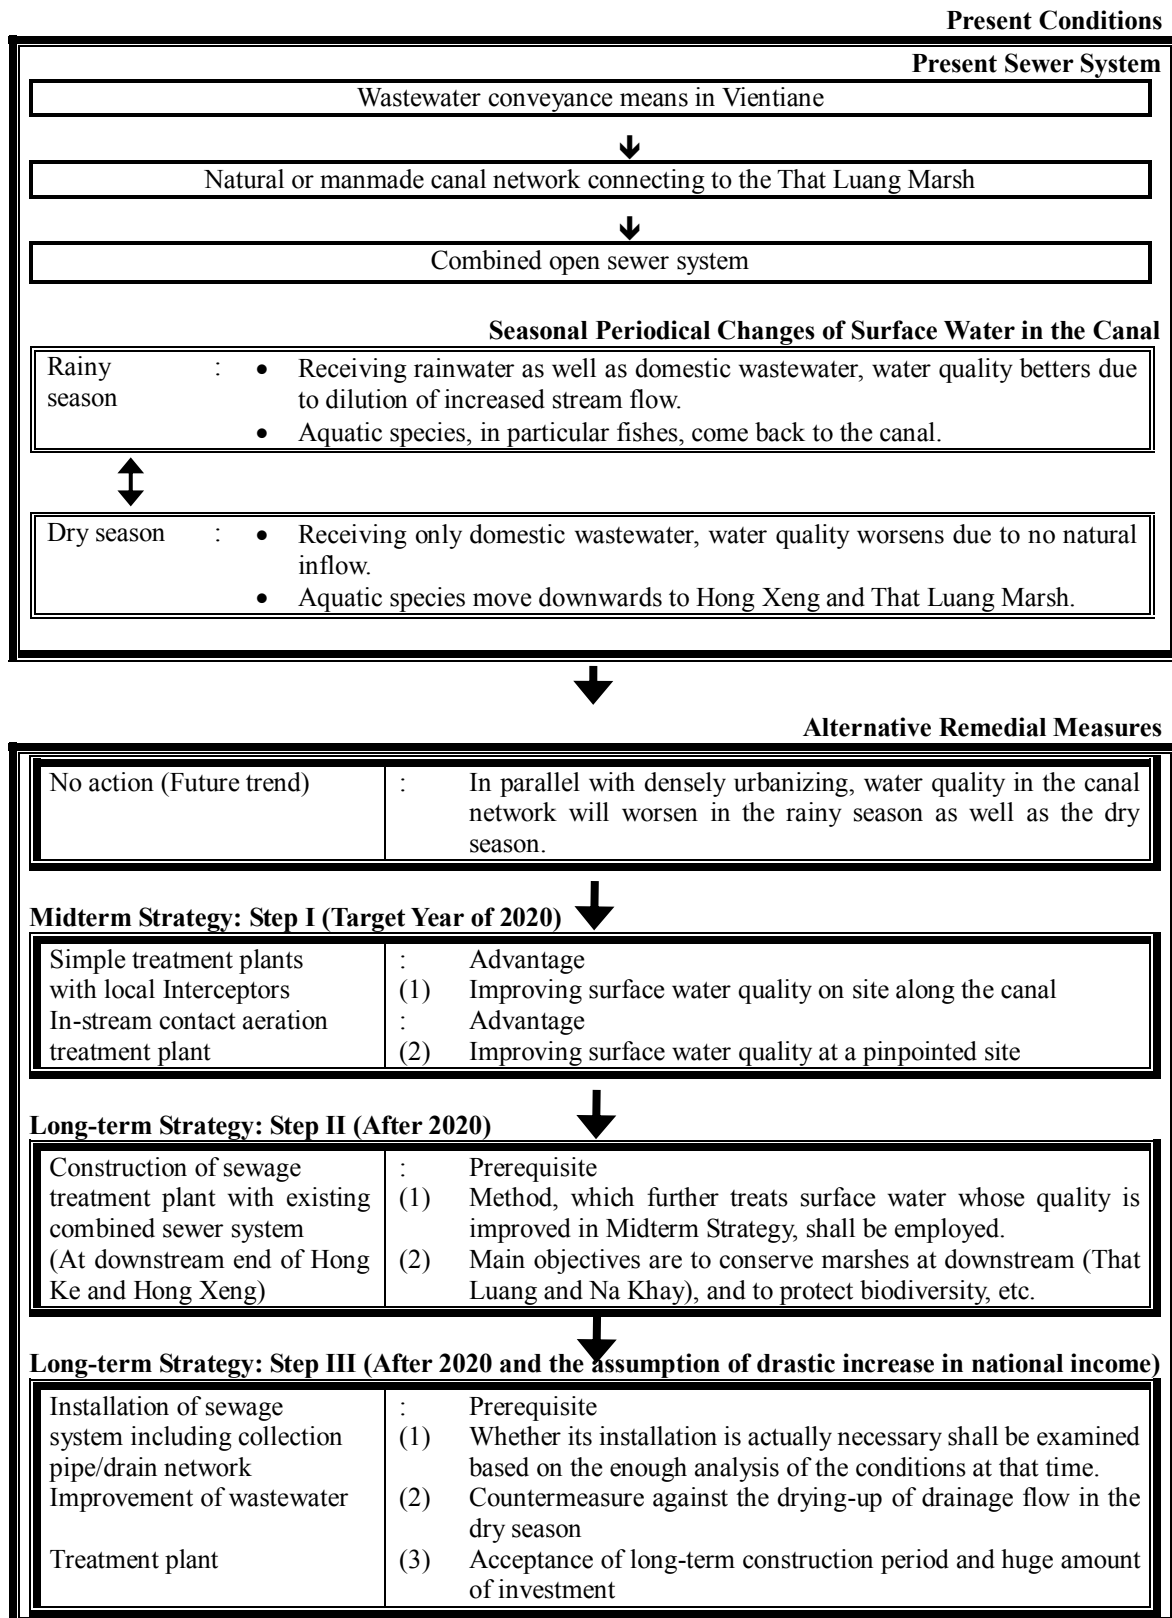 Present Conditions
Present Sewer System
Wastewater conveyance means in Vientiane
Natural or manmade canal network connecting to the That Luang Marsh
Combined open sewer system
Seasonal Periodical Changes of Surface Water in the Canal
Rainy : • Receiving rainwater as well as domestic wastewater, water quality betters due
season to dilution of increased stream flow.
• Aquatic species, in particular fishes, come back to the canal.
Dry season : • Receiving only domestic wastewater, water quality worsens due to no natural
inflow.
• Aquatic species move downwards to Hong Xeng and That Luang Marsh.
Alternative Remedial Measures
No action (Future trend) : In parallel with densely urbanizing, water quality in the canal
network will worsen in the rainy season as well as the dry
season.
Midterm Strategy: Step I (Target Year of 2020)
Simple treatment plants : Advantage
with local Interceptors (1) Improving surface water quality on site along the canal
In-stream contact aeration : Advantage
treatment plant (2) Improving surface water quality at a pinpointed site
Long-term Strategy: Step II (After 2020)
Construction of sewage : Prerequisite
treatment plant with existing (1) Method, which further treats surface water whose quality is
combined sewer system improved in Midterm Strategy, shall be employed.
(At downstream end of Hong (2) Main objectives are to conserve marshes at downstream (That
Ke and Hong Xeng) Luang and Na Khay), and to protect biodiversity, etc.
Long-term Strategy: Step III (After 2020 and the assumption of drastic increase in national income)
Installation of sewage : Prerequisite
system including collection (1) Whether its installation is actually necessary shall be examined
pipe/drain network based on the enough analysis of the conditions at that time.
Improvement of wastewater (2) Countermeasure against the drying-up of drainage flow in the
dry season
Treatment plant (3) Acceptance of long-term construction period and huge amount
of investment